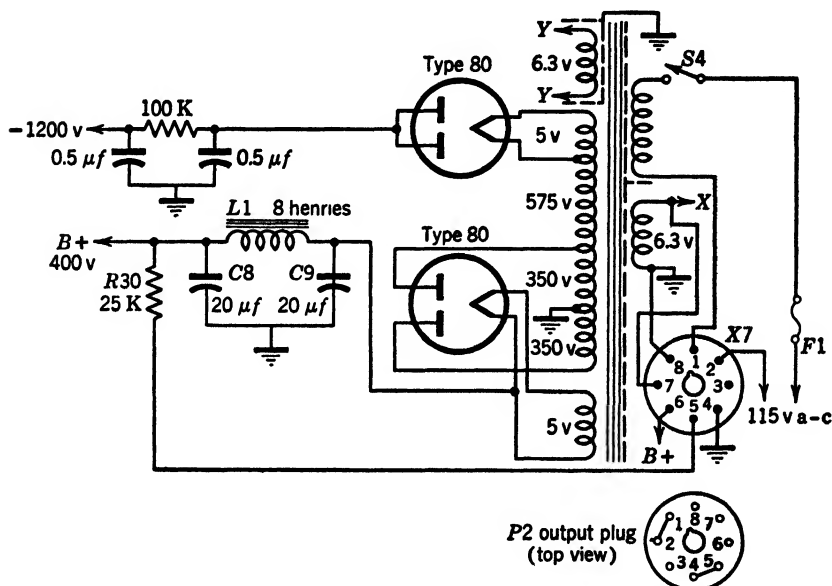 Y
S4
Type 80
6.3 v
100 K
Y
−1200 v
5 v
0.5 μf
0.5 μf
575 v
X
L1 8 henries
6.3 v
B+
400 v
Type 80
R30
25 K
C8
20 μf
C9
20 μf
350 v
350 v
X7
F1
1
2
3
4
5
6
7
8
5 v
B+
115 v a-c
P2 output plug
(top view)
1
2
3
4
5
6
7
8